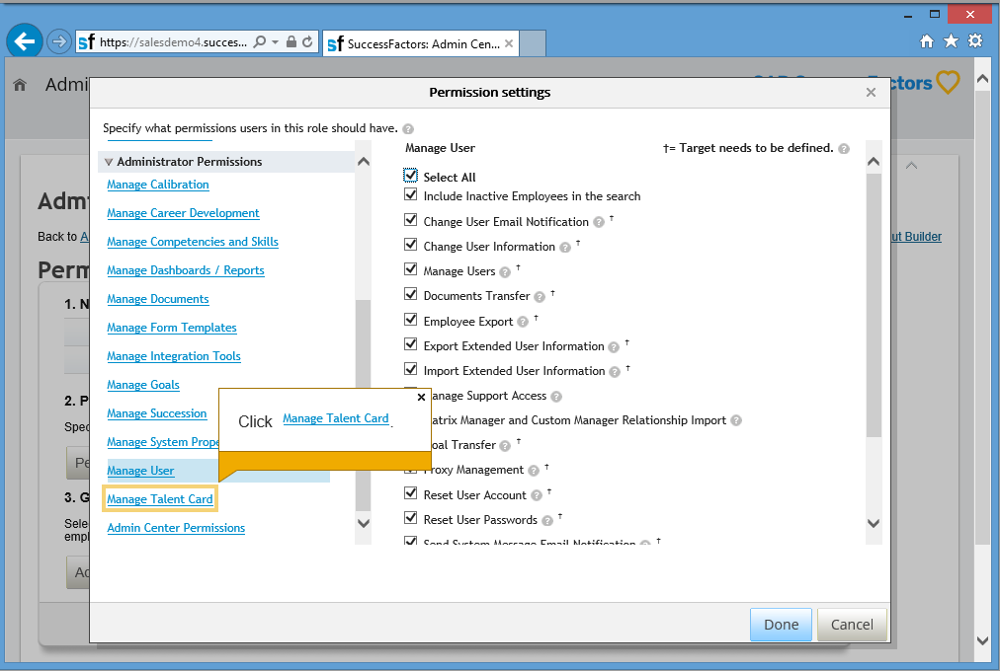 sf https://salesdemo4.succes...
sf SuccessFactors: Admin Cen...
Admi
ctors
Permission settings
Specify what permissions users in this role should have.
Administrator Permissions
Manage Calibration
Manage Career Development
Manage Competencies and Skills
Manage Dashboards / Reports
Manage Documents
Manage Form Templates
Manage Integration Tools
Manage Goals
Manage Succession
Manage System Prope
Manage User
Manage Talent Card
Admin Center Permissions
Click Manage Talent Card
Manage User
†= Target needs to be defined.
Select All
Include Inactive Employees in the search
Change User Email Notification ? †
Change User Information ? †
Manage Users ? †
Documents Transfer ? †
Employee Export ? †
Export Extended User Information ? †
Import Extended User Information ? †
anage Support Access ?
atrix Manager and Custom Manager Relationship Import ?
oal Transfer ? †
Proxy Management ? †
Reset User Account ? †
Reset User Passwords ? †
Send System Message Email Notification ? †
Done
Cancel
Back to A
ut Builder
Perm
1. N
2. P
Spec
Pe
3. G
Sele
empl
Ad